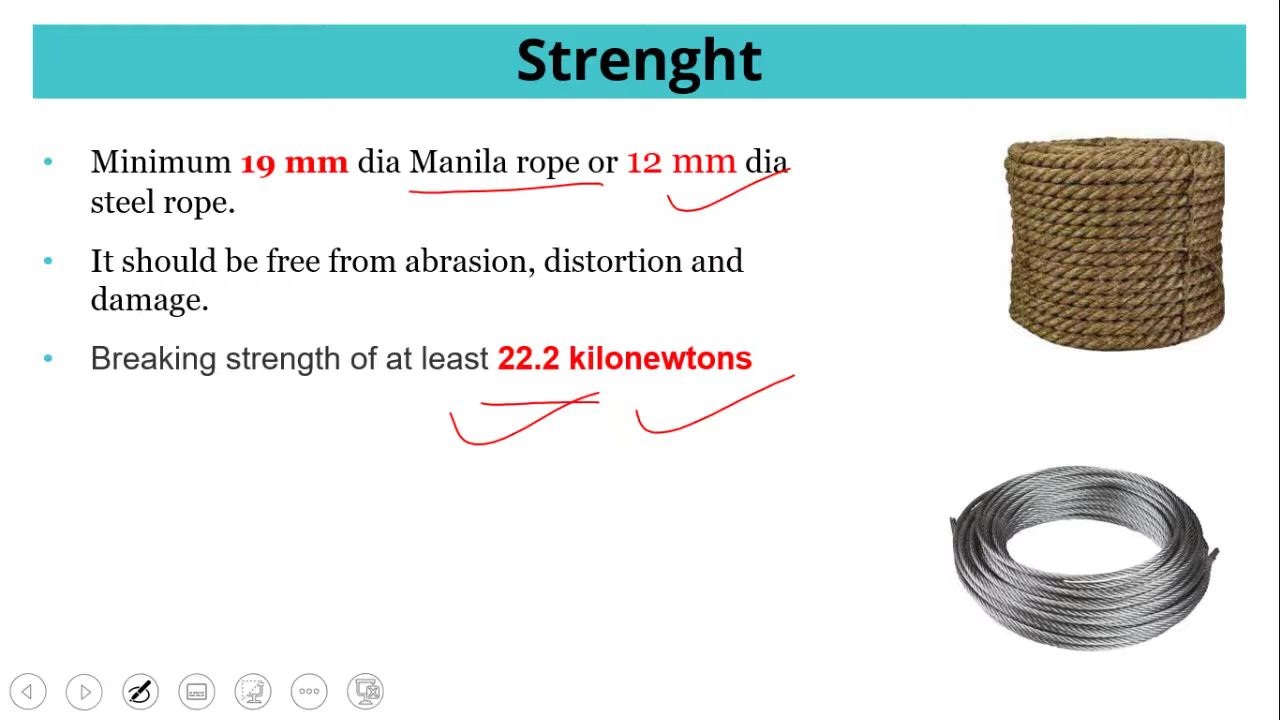 Strenght
• Minimum 19 mm dia Manila rope or 12 mm dia
steel rope.
• It should be free from abrasion, distortion and
damage.
• Breaking strength of at least 22.2 kilonewtons